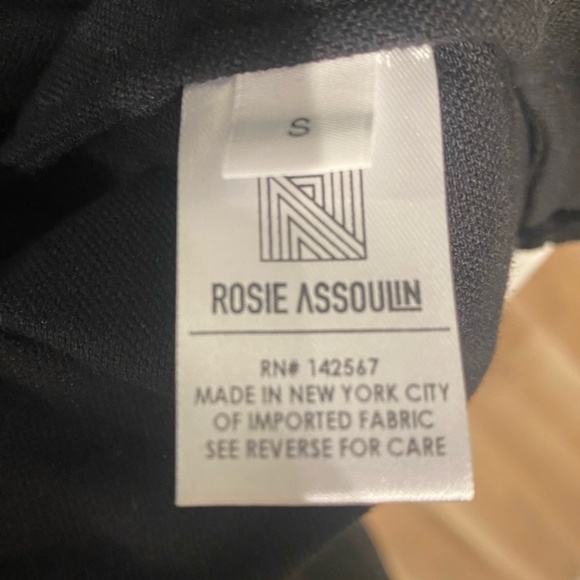 S
ROSIE ASSOULIN
RN# 142567
MADE IN NEW YORK CITY
OF IMPORTED FABRIC
SEE REVERSE FOR CARE